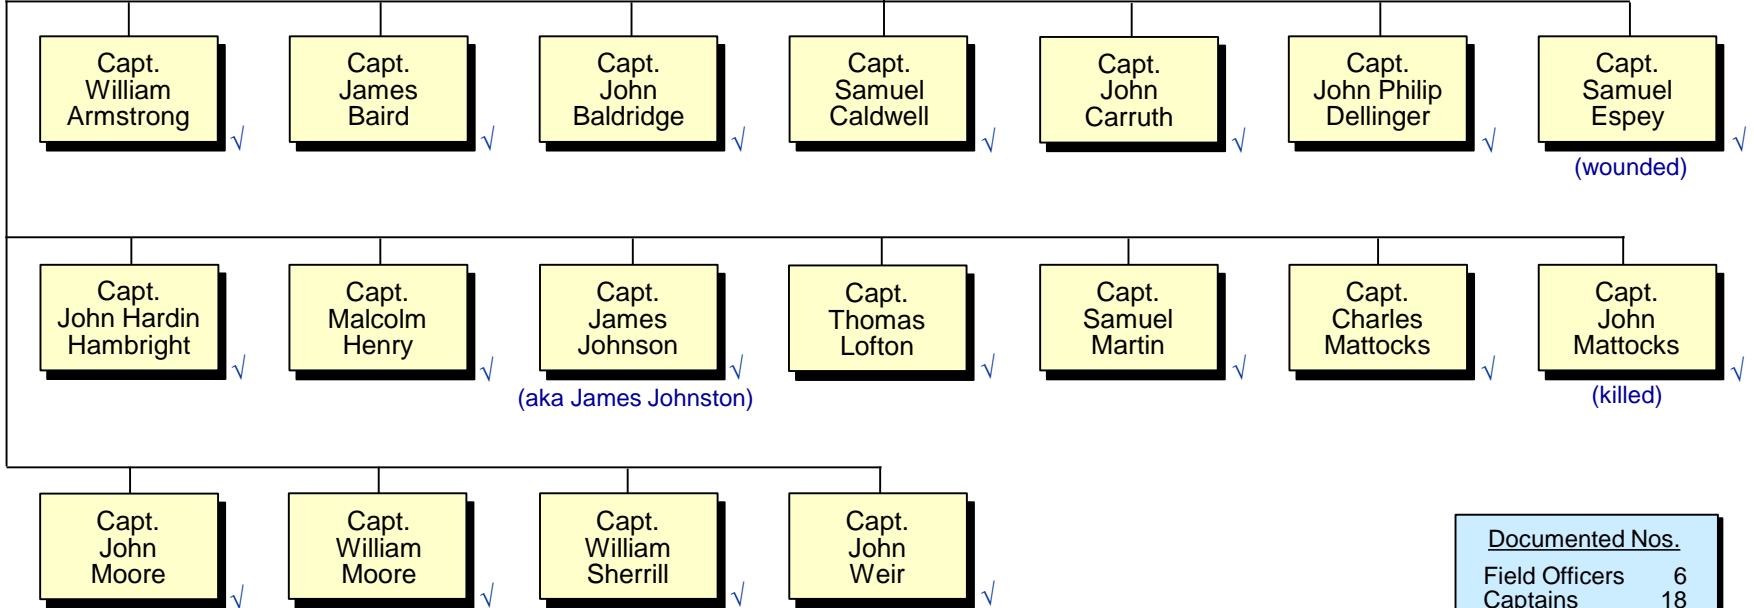 Capt.
William
Armstrong
√
Capt.
James
Baird
√
Capt.
John
Baldridge
√
Capt.
Samuel
Caldwell
√
Capt.
John
Carruth
√
Capt.
John Philip
Dellinger
√
Capt.
Samuel
Espey
√
(wounded)
Capt.
John Hardin
Hambright
√
Capt.
Malcolm
Henry
√
Capt.
James
Johnson
√
(aka James Johnston)
Capt.
Thomas
Lofton
√
Capt.
Samuel
Martin
√
Capt.
Charles
Mattocks
√
Capt.
John
Mattocks
√
(killed)
Capt.
John
Moore
√
Capt.
William
Moore
√
Capt.
William
Sherrill
√
Capt.
John
Weir
√
Documented Nos.
Field Officers 6
Captains 18